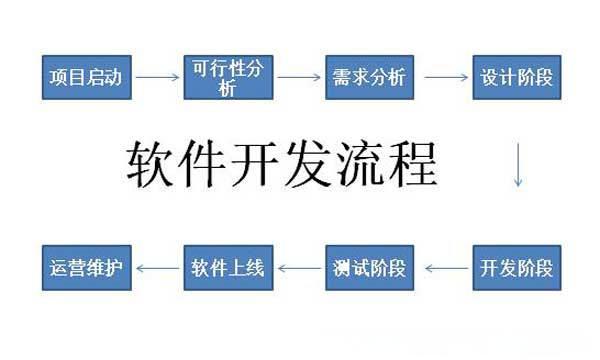 项目启动
可行性分
析
需求分析
设计阶段
软件开发流程
运营维护
软件上线
测试阶段
开发阶段